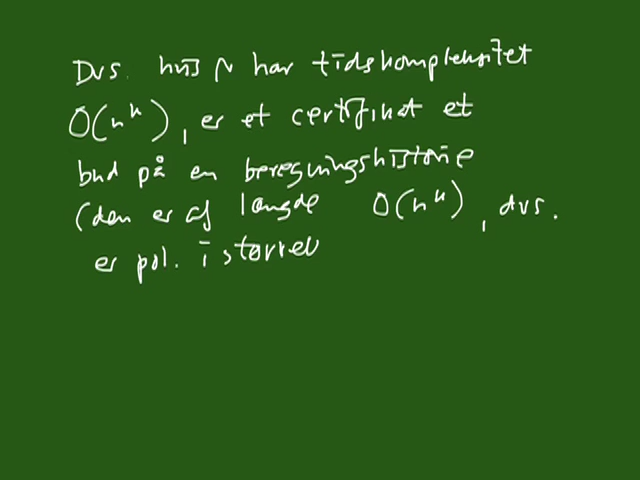 Dvs. hvis N har tidskompleksitet
O(n^k), er et certifikat et
bud på en beregningshistorie
(den er af længde O(n^k), dvs.
er pol. i størrel